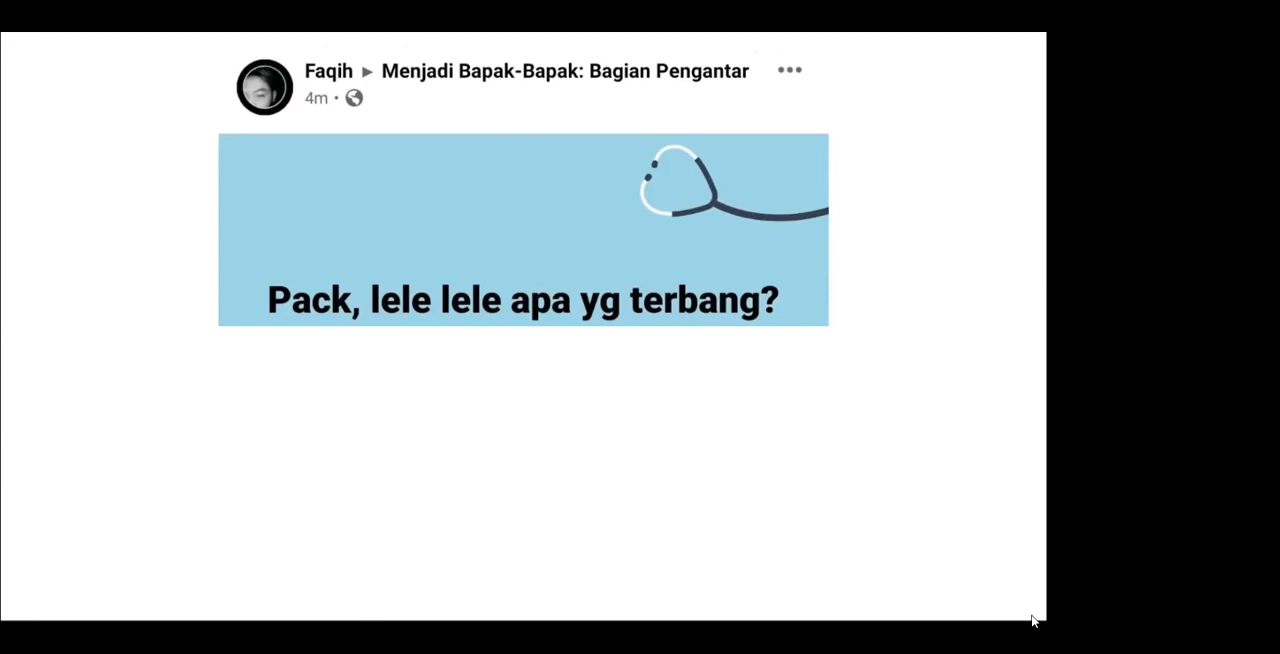 Faqih ▸ Menjadi Bapak-Bapak: Bagian Pengantar
4m ·
Pack, lele lele apa yg terbang?